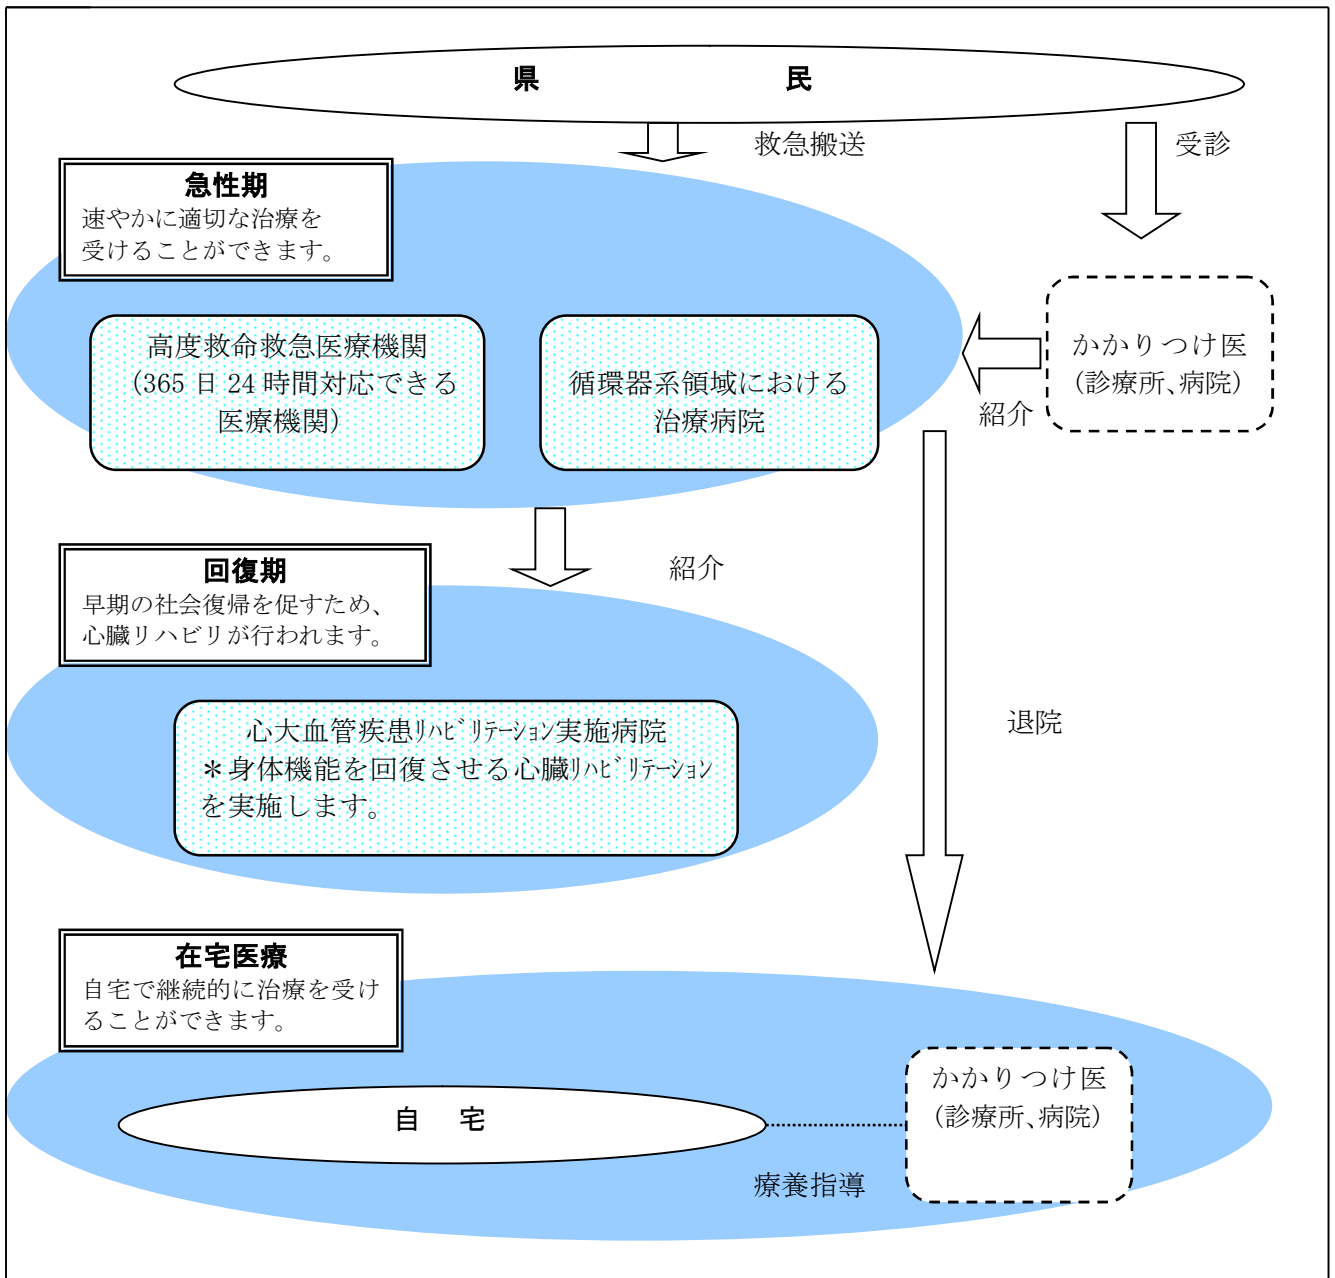 県　　　民
救急搬送
受診
急性期
速やかに適切な治療を
受けることができます。
高度救命救急医療機関
（365 日 24 時間対応できる
医療機関）
循環器系領域における
治療病院
かかりつけ医
（診療所、病院）
紹介
紹介
回復期
早期の社会復帰を促すため、
心臓リハビリが行われます。
心大血管疾患ﾘﾊﾋﾞﾘﾃｰｼｮﾝ実施病院
＊身体機能を回復させる心臓ﾘﾊﾋﾞﾘﾃｰｼｮﾝ
を実施します。
退院
在宅医療
自宅で継続的に治療を受け
ることができます。
自　宅
かかりつけ医
（診療所、病院）
療養指導